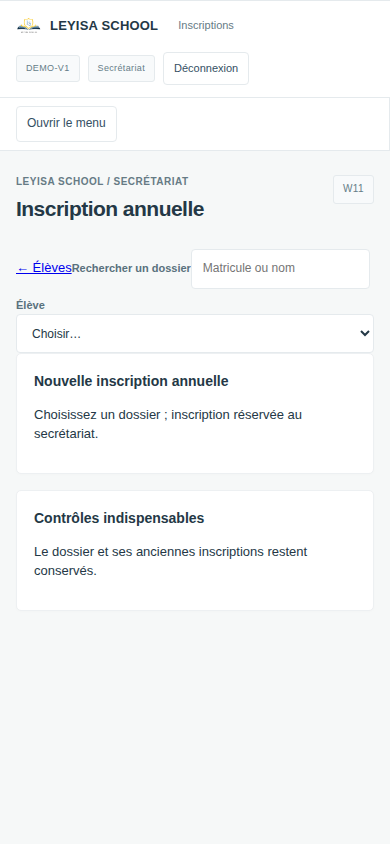 LEYISA SCHOOL
Inscriptions
DEMO-V1
Secrétariat
Déconnexion
Ouvrir le menu
LEYISA SCHOOL / SECRÉTARIAT
W11
Inscription annuelle
← Élèves
Rechercher un dossier
Matricule ou nom
Élève
Choisir…
Nouvelle inscription annuelle
Choisissez un dossier ; inscription réservée au
secrétariat.
Contrôles indispensables
Le dossier et ses anciennes inscriptions restent
conservés.